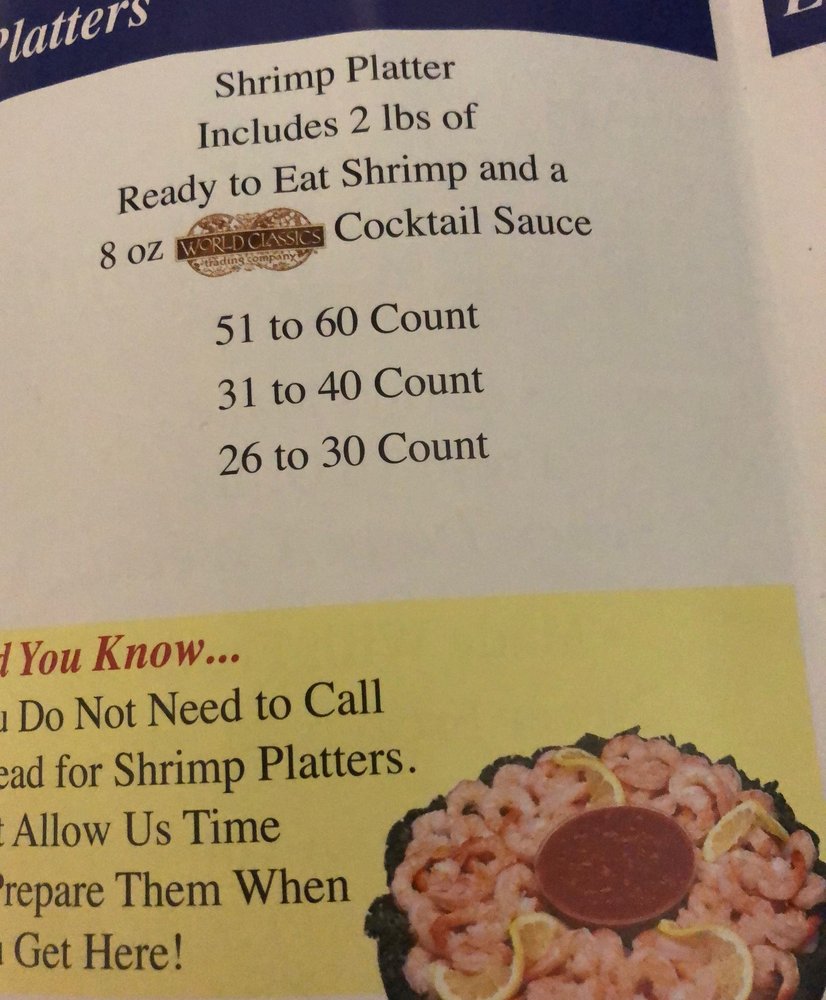 Platters
Shrimp Platter
Includes 2 lbs of
Ready to Eat Shrimp and a
8 oz WORLD CLASSICS trading company Cocktail Sauce
51 to 60 Count
31 to 40 Count
26 to 30 Count
d You Know...
u Do Not Need to Call
ead for Shrimp Platters.
t Allow Us Time
Prepare Them When
u Get Here!